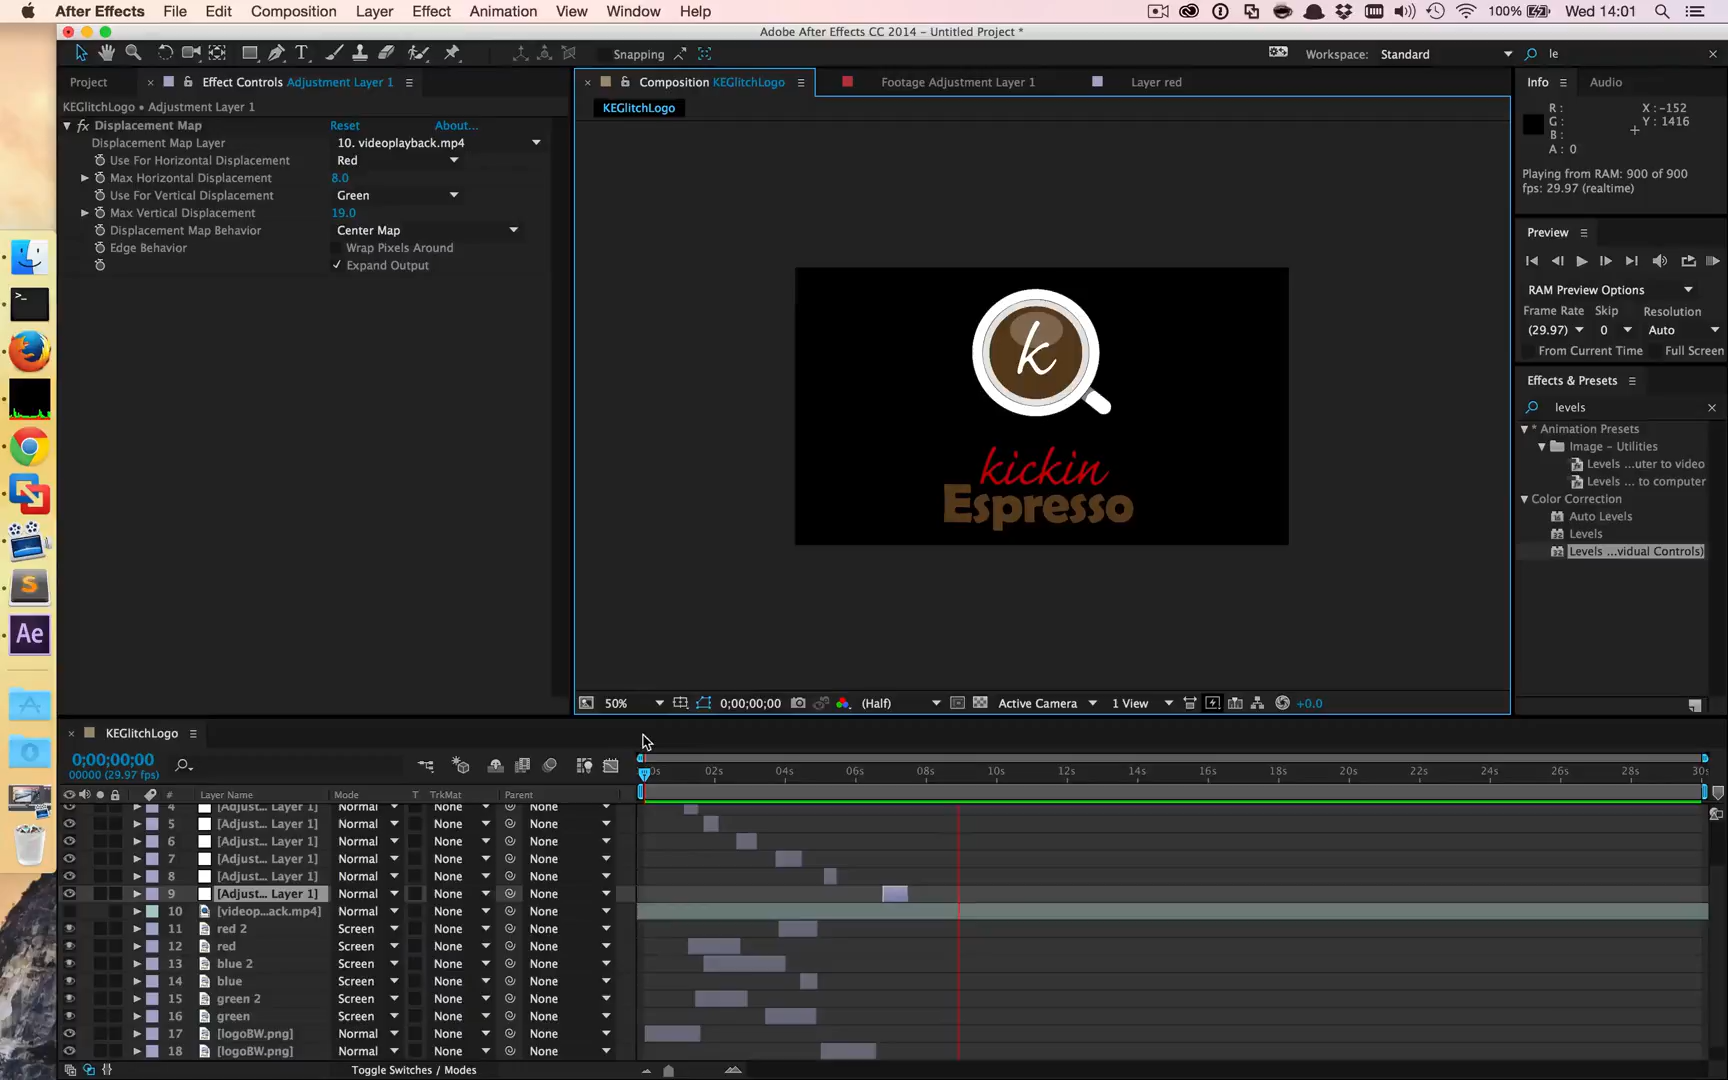 After Effects File Edit Composition Layer Effect Animation View Window Help 100% Wed 14:01
Adobe After Effects CC 2014 - Untitled Project *
T Snapping Workspace: Standard le
Project Effect Controls Adjustment Layer 1 Composition KEGlitchLogo Footage Adjustment Layer 1 Layer red Info Audio
KEGlitchLogo • Adjustment Layer 1
KEGlitchLogo
R : X : -152
G : Y : 1416
B :
A : 0
fx Displacement Map Reset About...
Displacement Map Layer 10. videoplayback.mp4
Use For Horizontal Displacement Red
Max Horizontal Displacement 8.0
Use For Vertical Displacement Green
Max Vertical Displacement 19.0
Displacement Map Behavior Center Map
Edge Behavior Wrap Pixels Around
Expand Output
Playing from RAM: 900 of 900
fps: 29.97 (realtime)
Preview
RAM Preview Options
Frame Rate Skip Resolution
(29.97) 0 Auto
From Current Time Full Screen
Effects & Presets
levels
* Animation Presets
Image - Utilities
Levels ...uter to video
Levels ... to computer
Color Correction
Auto Levels
Levels
Levels ...vidual Controls)
k
kickin
Espresso
S
Ae
50% 0;00;00;00 (Half) Active Camera 1 View +0.0
KEGlitchLogo
0;00;00;00
00000 (29.97 fps)
02s 04s 06s 08s 10s 12s 14s 16s 18s 20s 22s 24s 26s 28s 30s
# Layer Name Mode T TrkMat Parent
4 [Adjust... Layer 1] Normal None None
5 [Adjust... Layer 1] Normal None None
6 [Adjust... Layer 1] Normal None None
7 [Adjust... Layer 1] Normal None None
8 [Adjust... Layer 1] Normal None None
9 [Adjust... Layer 1] Normal None None
10 [videop...ack.mp4] Normal None None
11 red 2 Screen None None
12 red Screen None None
13 blue 2 Screen None None
14 blue Screen None None
15 green 2 Screen None None
16 green Screen None None
17 [logoBW.png] Normal None None
18 [logoBW.png] Normal None None
Toggle Switches / Modes